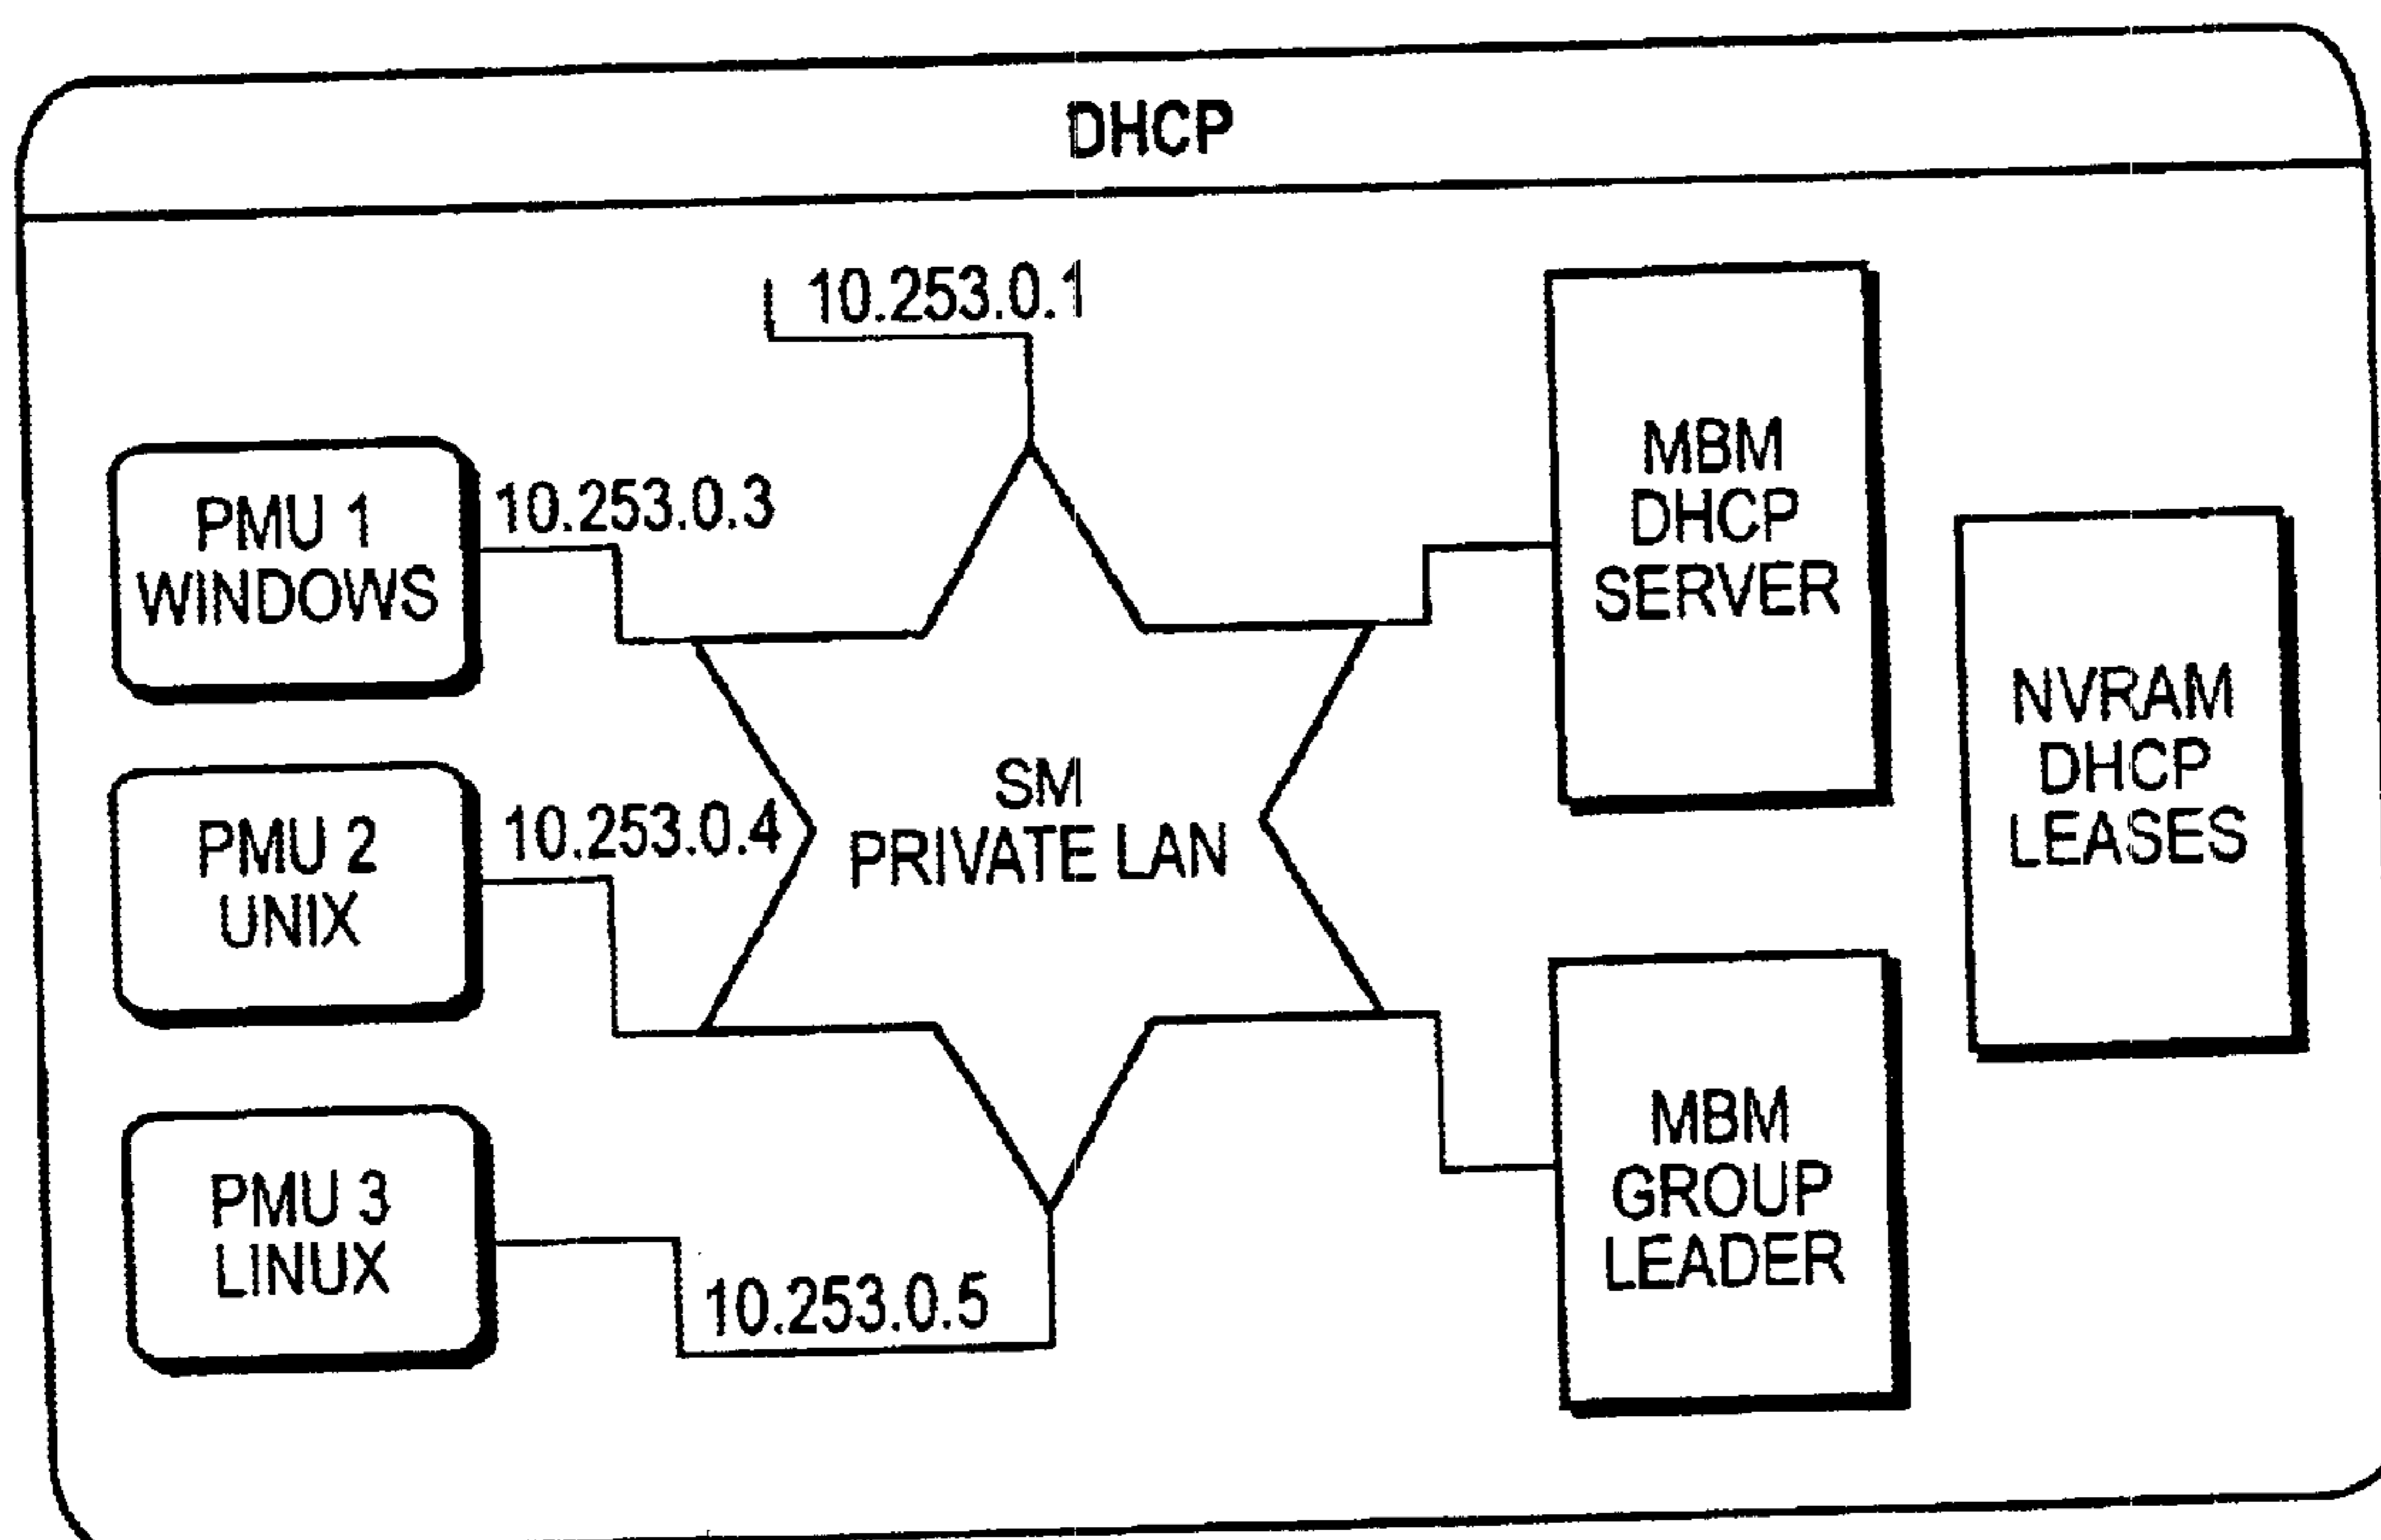 DHCP
10.253.0.1
PMU 1
WINDOWS
10.253.0.3
MBM
DHCP
SERVER
NVRAM
DHCP
LEASES
PMU 2
UNIX
10.253.0.4
SM
PRIVATE LAN
PMU 3
LINUX
10.253.0.5
MBM
GROUP
LEADER